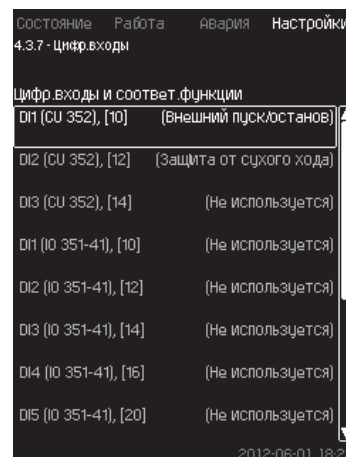 Состояние Работа Авария Настройки
4.3.7 - Цифр.входы
Цифр.входы и соответ.функции
DI1 (CU 352), [10] (Внешний пуск/останов)
DI2 (CU 352), [12] (Защита от сухого хода)
DI3 (CU 352), [14] (Не используется)
DI1 (IO 351-41), [10] (Не используется)
DI2 (IO 351-41), [12] (Не используется)
DI3 (IO 351-41), [14] (Не используется)
DI4 (IO 351-41), [16] (Не используется)
DI5 (IO 351-41), [20] (Не используется)
2012-06-01 18:2